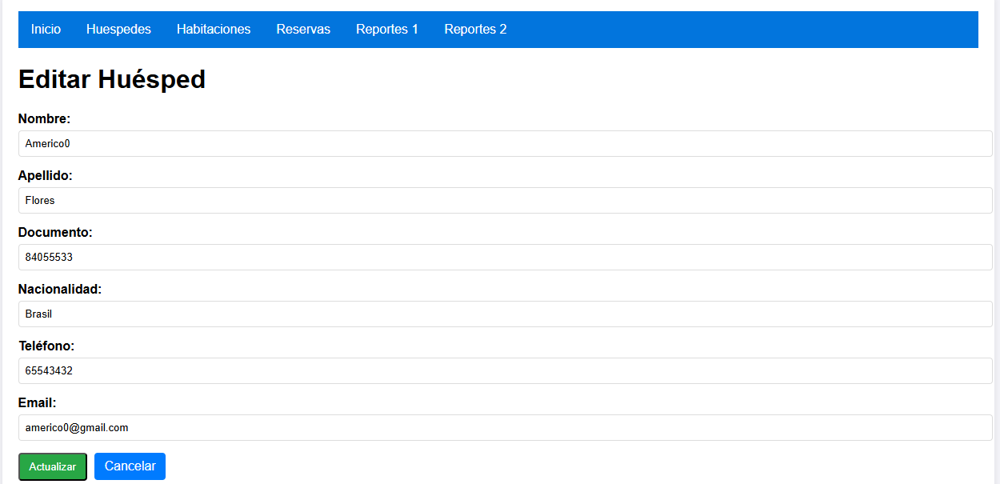 Inicio Huespedes Habitaciones Reservas Reportes 1 Reportes 2
Editar Huésped
Nombre:
Americo0
Apellido:
Flores
Documento:
84055533
Nacionalidad:
Brasil
Teléfono:
65543432
Email:
americo0@gmail.com
Actualizar Cancelar